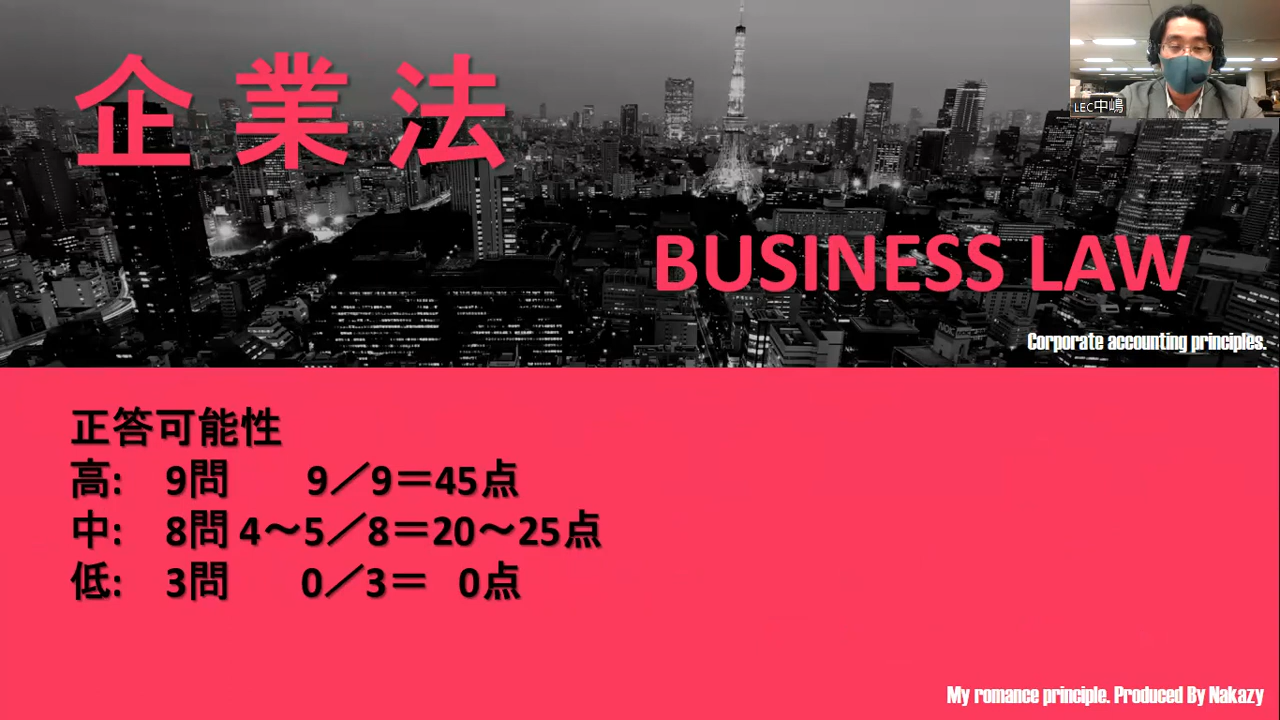 企業法
LEC中嶋
BUSINESS LAW
Corporate accounting principles.
正答可能性
高: 9問 9／9＝45点
中: 8問 4～5／8＝20～25点
低: 3問 0／3＝ 0点
My romance principle. Produced By Nakazy